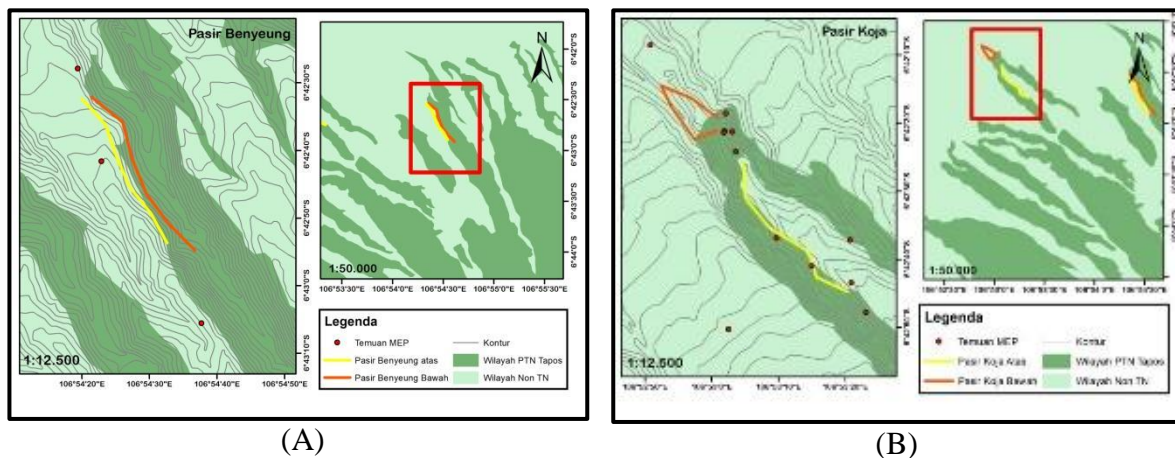 Pasir Benyeung
N
6°42'30"S
6°42'40"S
6°42'50"S
6°43'0"S
6°43'10"S
1:12.500
106°54'20"E
106°54'30"E
106°54'40"E
106°54'50"E
6°42'0"S
6°42'30"S
6°43'0"S
6°43'30"S
6°44'0"S
1:50.000
106°53'30"E
106°54'0"E
106°54'30"E
106°55'0"E
106°55'30"E
Legenda
Temuan MEP
Kontur
Pasir Benyeung atas
Wilayah PTN Tapos
Pasir Benyeung Bawah
Wilayah Non TN
(A)
Pasir Koja
N
1:12.500
1:50.000
Legenda
Temuan MEP
Kontur
Pasir Koja Atas
Wilayah PTN Tapos
Pasir Koja Bawah
Wilayah Non TN
(B)